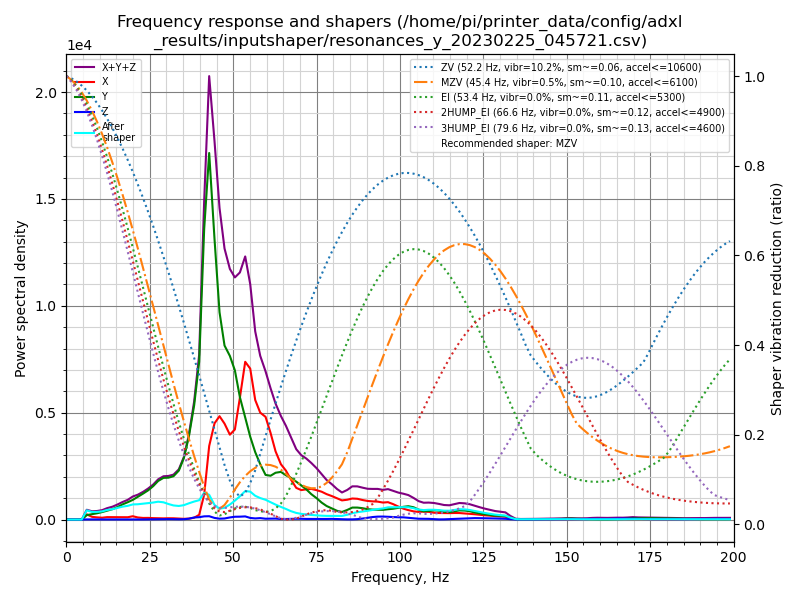 Frequency response and shapers (/home/pi/printer_data/config/adxl
_results/inputshaper/resonances_y_20230225_045721.csv)
1e4
X+Y+Z
X
Y
Z
After
shaper
ZV (52.2 Hz, vibr=10.2%, sm~=0.06, accel<=10600)
MZV (45.4 Hz, vibr=0.5%, sm~=0.10, accel<=6100)
EI (53.4 Hz, vibr=0.0%, sm~=0.11, accel<=5300)
2HUMP_EI (66.6 Hz, vibr=0.0%, sm~=0.12, accel<=4900)
3HUMP_EI (79.6 Hz, vibr=0.0%, sm~=0.13, accel<=4600)
Recommended shaper: MZV
2.0
1.5
1.0
0.5
0.0
Power spectral density
1.0
0.8
0.6
0.4
0.2
0.0
Shaper vibration reduction (ratio)
0 25 50 75 100 125 150 175 200
Frequency, Hz